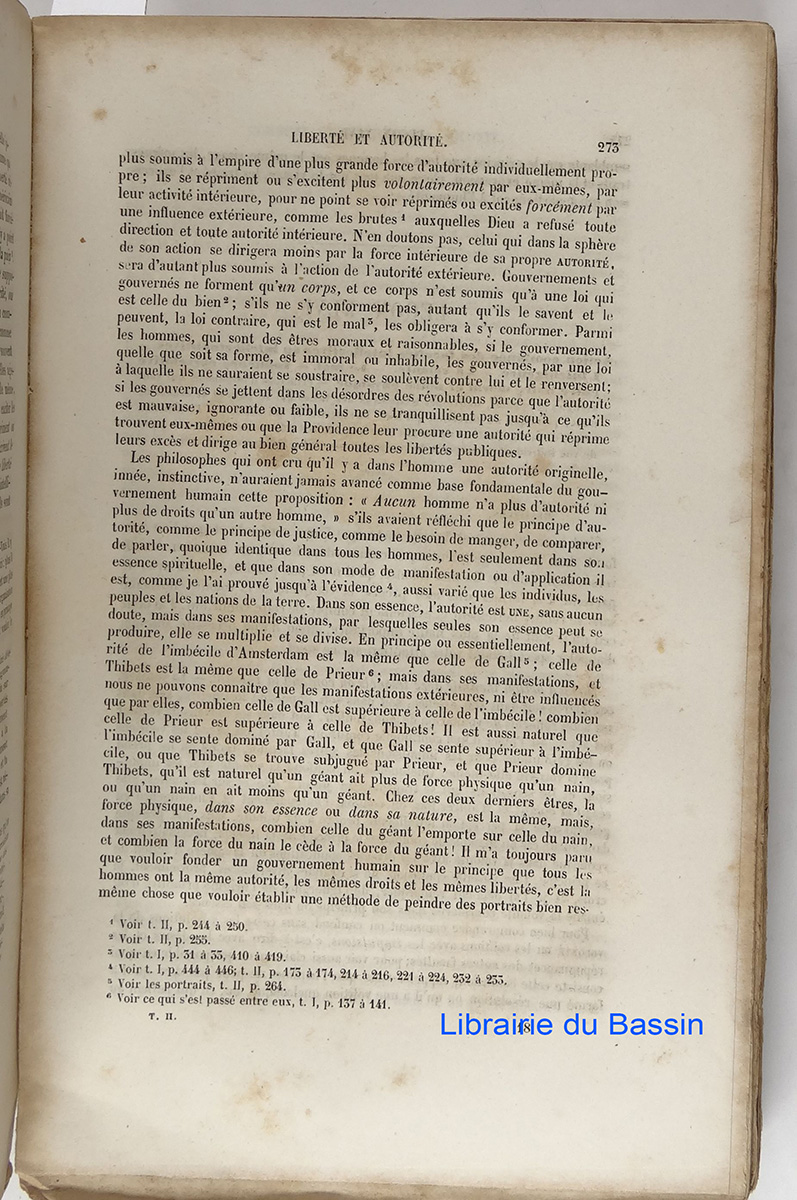 LIBERTÉ ET AUTORITÉ. 273
plus soumis à l'empire d'une plus grande force d'autorité individuellement pro-
pre; ils se répriment ou s'excitent plus volontairement par eux-mêmes, par
leur activité intérieure, pour ne point se voir réprimés ou excités forcément par
une influence extérieure, comme les brutes ¹ auxquelles Dieu a refusé toute
direction et toute autorité intérieure. N'en doutons pas, celui qui dans la sphère
de son action se dirigera moins par la force intérieure de sa propre AUTORITÉ,
sera d'autant plus soumis à l'action de l'autorité extérieure. Gouvernements et
gouvernés ne forment qu'un corps, et ce corps n'est soumis qu'à une loi qui
est celle du bien²; s'ils ne s'y conforment pas, autant qu'ils le savent et le
peuvent, la loi contraire, qui est le mal³, les obligera à s'y conformer. Parmi
les hommes, qui sont des êtres moraux et raisonnables, si le gouvernement,
quelle que soit sa forme, est immoral ou inhabile, les gouvernés, par une loi
à laquelle ils ne sauraient se soustraire, se soulèvent contre lui et le renversent;
si les gouvernés se jettent dans les désordres des révolutions parce que l'autorité
est mauvaise, ignorante ou faible, ils ne se tranquillisent pas jusqu'à ce qu'ils
trouvent eux-mêmes ou que la Providence leur procure une autorité qui réprime
leurs excès et dirige au bien général toutes les libertés publiques.
Les philosophes qui ont cru qu'il y a dans l'homme une autorité originelle,
innée, instinctive, n'auraient jamais avancé comme base fondamentale du gou-
vernement humain cette proposition : « Aucun homme n'a plus d'autorité ni
plus de droits qu'un autre homme, » s'ils avaient réfléchi que le principe d'au-
torité, comme le principe de justice, comme le besoin de manger, de comparer,
de parler, quoique identique dans tous les hommes, l'est seulement dans son
essence spirituelle, et que dans son mode de manifestation ou d'application il
est, comme je l'ai prouvé jusqu'à l'évidence ⁴, aussi varié que les individus, les
peuples et les nations de la terre. Dans son essence, l'autorité est UNE, sans aucun
doute, mais dans ses manifestations, par lesquelles seules son essence peut se
produire, elle se multiplie et se divise. En principe ou essentiellement, l'auto-
rité de l'imbécile d'Amsterdam est la même que celle de Gall⁵; celle de
Thibets est la même que celle de Prieur⁶; mais dans ses manifestations, et
nous ne pouvons connaitre que les manifestations extérieures, ni être influencés
que par elles, combien celle de Gall est supérieure à celle de l'imbécile! combien
celle de Prieur est supérieure à celle de Thibets! Il est aussi naturel que
l'imbécile se sente dominé par Gall, et que Gall se sente supérieur à l'imbé-
cile, ou que Thibets se trouve subjugué par Prieur, et que Prieur domine
Thibets, qu'il est naturel qu'un géant ait plus de force physique qu'un nain,
ou qu'un nain en ait moins qu'un géant. Chez ces deux derniers êtres, la
force physique, dans son essence ou dans sa nature, est la même, mais,
dans ses manifestations, combien celle du géant l'emporte sur celle du nain,
et combien la force du nain le cède à la force du géant! Il m'a toujours paru
que vouloir fonder un gouvernement humain sur le principe que tous les
hommes ont la même autorité, les mêmes droits et les mêmes libertés, c'est la
même chose que vouloir établir une méthode de peindre des portraits bien res-
¹ Voir t. II, p. 244 à 250.
² Voir t. II, p. 255.
³ Voir t. I, p. 31 à 33, 410 à 419.
⁴ Voir t. I, p. 444 à 446; t. II, p. 173 à 174, 214 à 216, 221 à 224, 232 à 233.
⁵ Voir les portraits, t. II, p. 264.
⁶ Voir ce qui s'est passé entre eux, t. I, p. 137 à 141.
T. II. 18
Librairie du Bassin